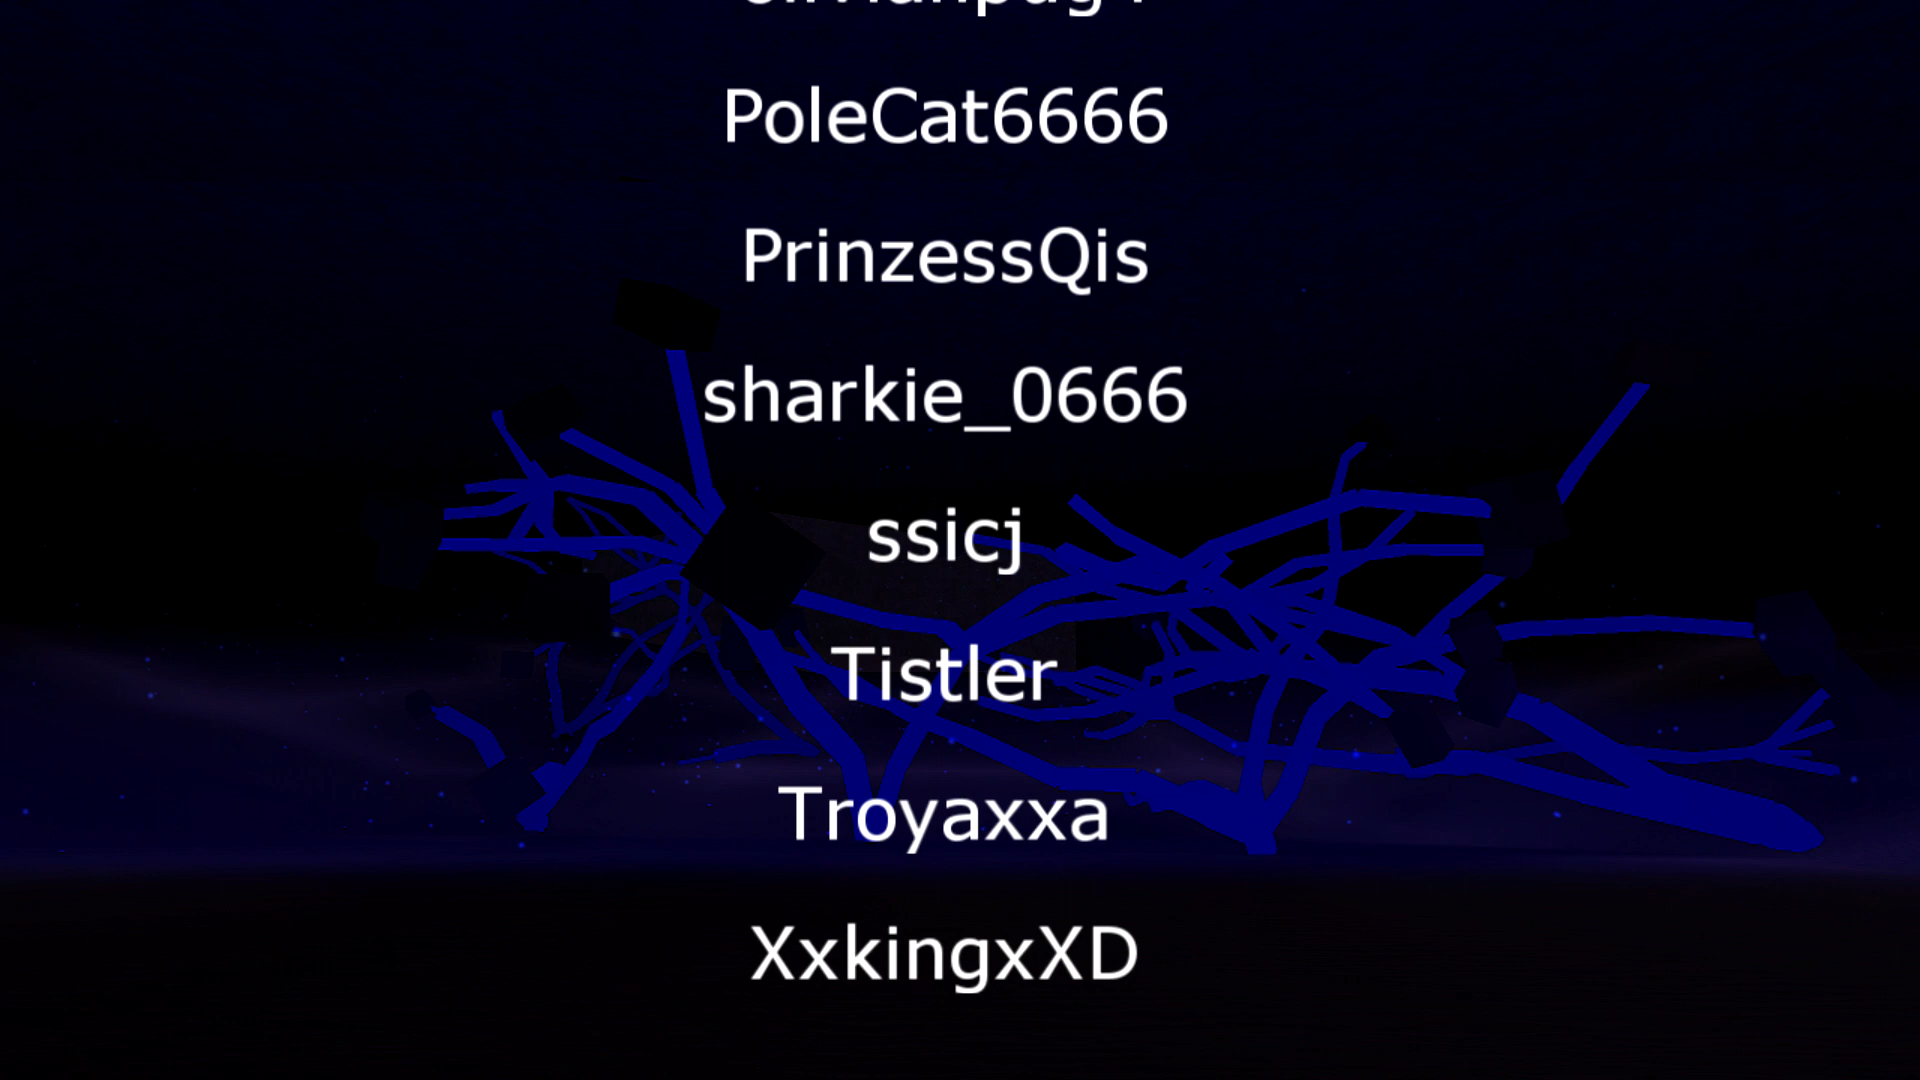 PoleCat6666
PrinzessQis
sharkie_0666
ssicj
Tistler
Troyaxxa
XxkingxXD